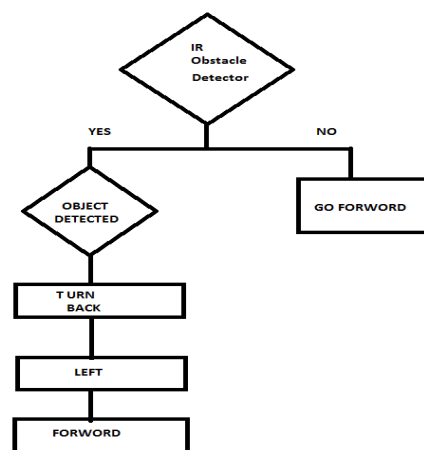 IR
Obstacle
Detector
YES
NO
OBJECT
DETECTED
GO FORWORD
T URN
BACK
LEFT
FORWORD